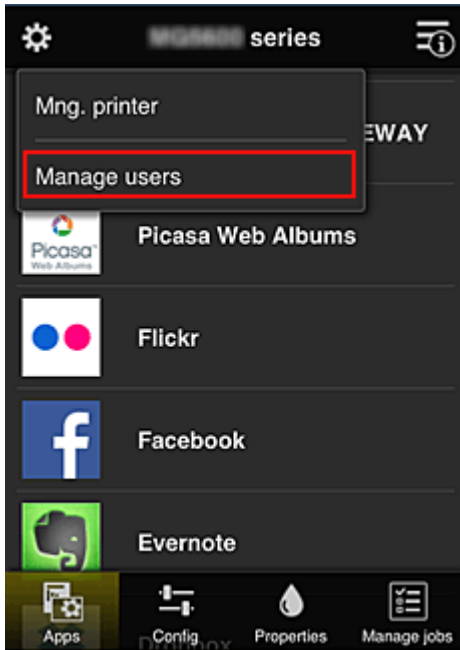 series
Mng. printer
EWAY
Manage users
Picasa
Web Albums
Picasa Web Albums
Flickr
f
Facebook
Evernote
Dropbox
Apps
Config
Properties
Manage jobs